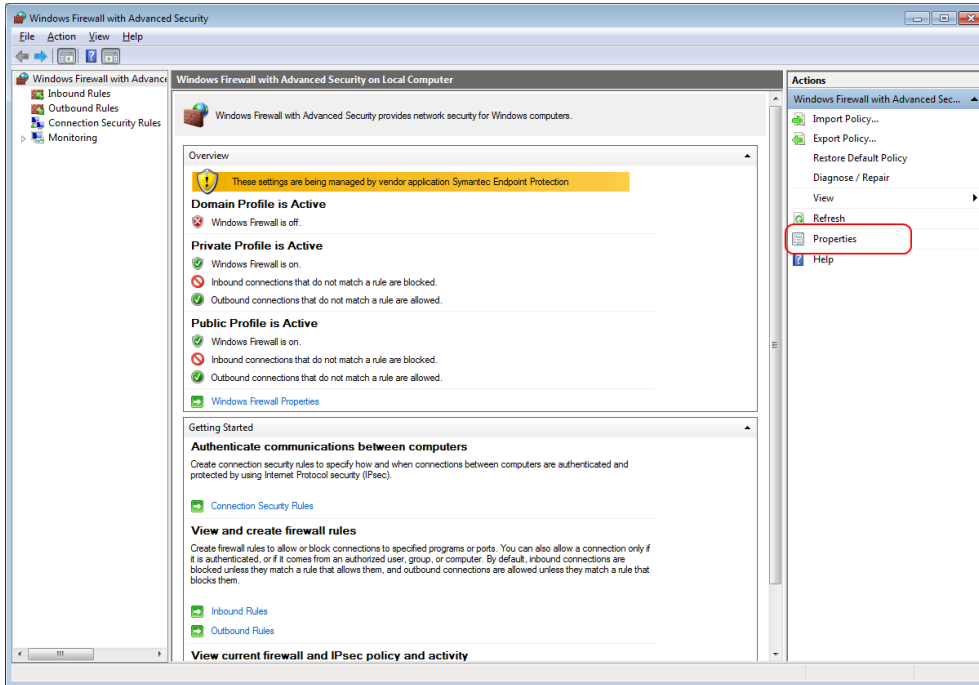 Windows Firewall with Advanced Security
File Action View Help
Windows Firewall with Advance
Inbound Rules
Outbound Rules
Connection Security Rules
Monitoring
Windows Firewall with Advanced Security on Local Computer
Windows Firewall with Advanced Security provides network security for Windows computers.
Overview
These settings are being managed by vendor application Symantec Endpoint Protection
Domain Profile is Active
Windows Firewall is off.
Private Profile is Active
Windows Firewall is on.
Inbound connections that do not match a rule are blocked.
Outbound connections that do not match a rule are allowed.
Public Profile is Active
Windows Firewall is on.
Inbound connections that do not match a rule are blocked.
Outbound connections that do not match a rule are allowed.
Windows Firewall Properties
Getting Started
Authenticate communications between computers
Create connection security rules to specify how and when connections between computers are authenticated and
protected by using Internet Protocol security (IPsec).
Connection Security Rules
View and create firewall rules
Create firewall rules to allow or block connections to specified programs or ports. You can also allow a connection only if
it is authenticated, or if it comes from an authorized user, group, or computer. By default, inbound connections are
blocked unless they match a rule that allows them, and outbound connections are allowed unless they match a rule that
blocks them.
Inbound Rules
Outbound Rules
View current firewall and IPsec policy and activity
Actions
Windows Firewall with Advanced Sec...
Import Policy...
Export Policy...
Restore Default Policy
Diagnose / Repair
View
Refresh
Properties
Help